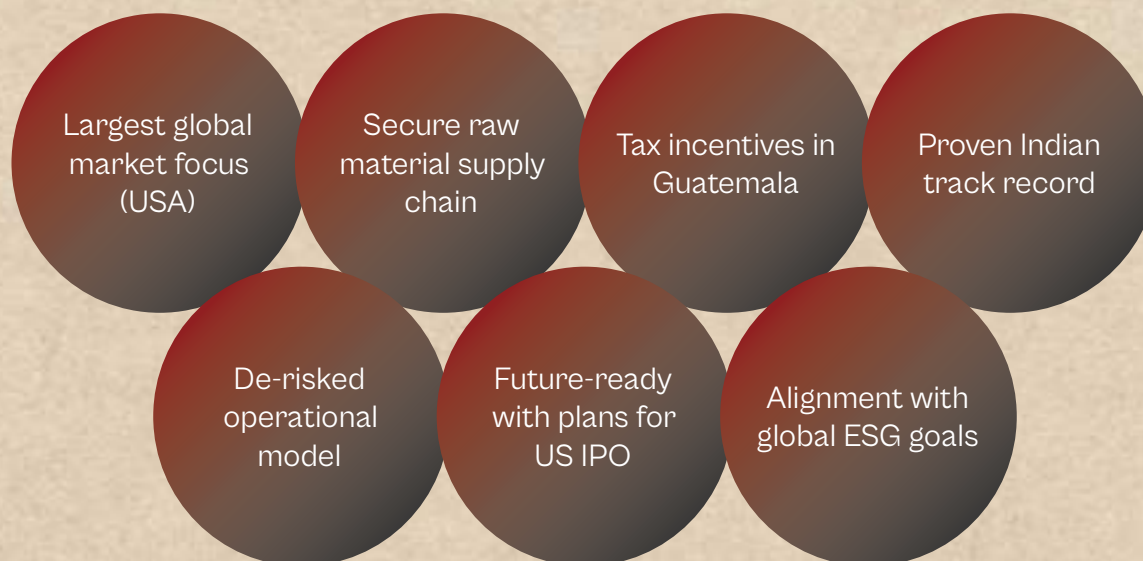 Largest global
market focus
(USA)
Secure raw
material supply
chain
Tax incentives in
Guatemala
Proven Indian
track record
De-risked
operational
model
Future-ready
with plans for
US IPO
Alignment with
global ESG goals